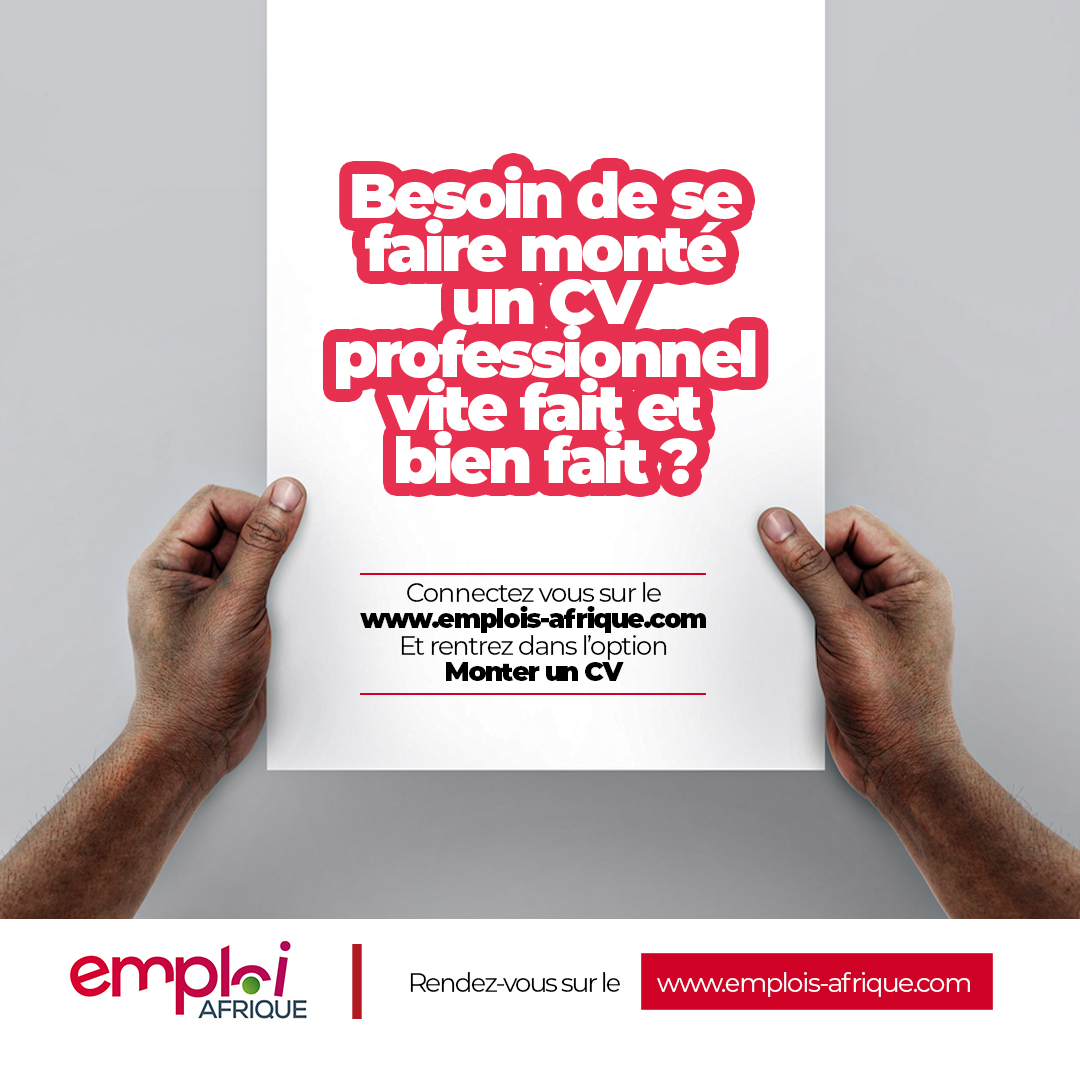 Besoin de se
faire monté
un CV
professionnel
vite fait et
bien fait ?
Connectez vous sur le
www.emplois-afrique.com
Et rentrez dans l’option
Monter un CV
emploi
AFRIQUE
Rendez-vous sur le
www.emplois-afrique.com